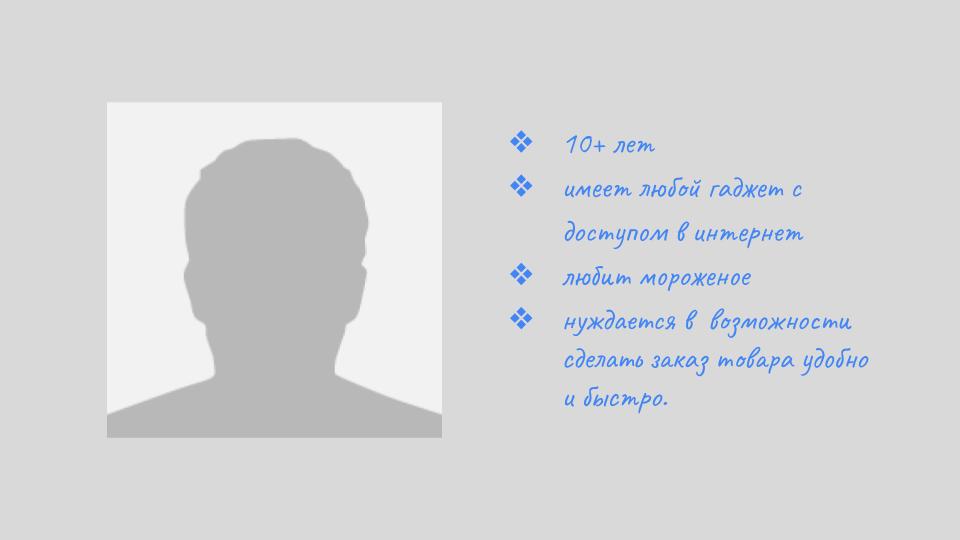 ❖ 10+ лет
❖ имеет любой гаджет с
доступом в интернет
❖ любит мороженое
❖ нуждается в возможности
сделать заказ товара удобно
и быстро.